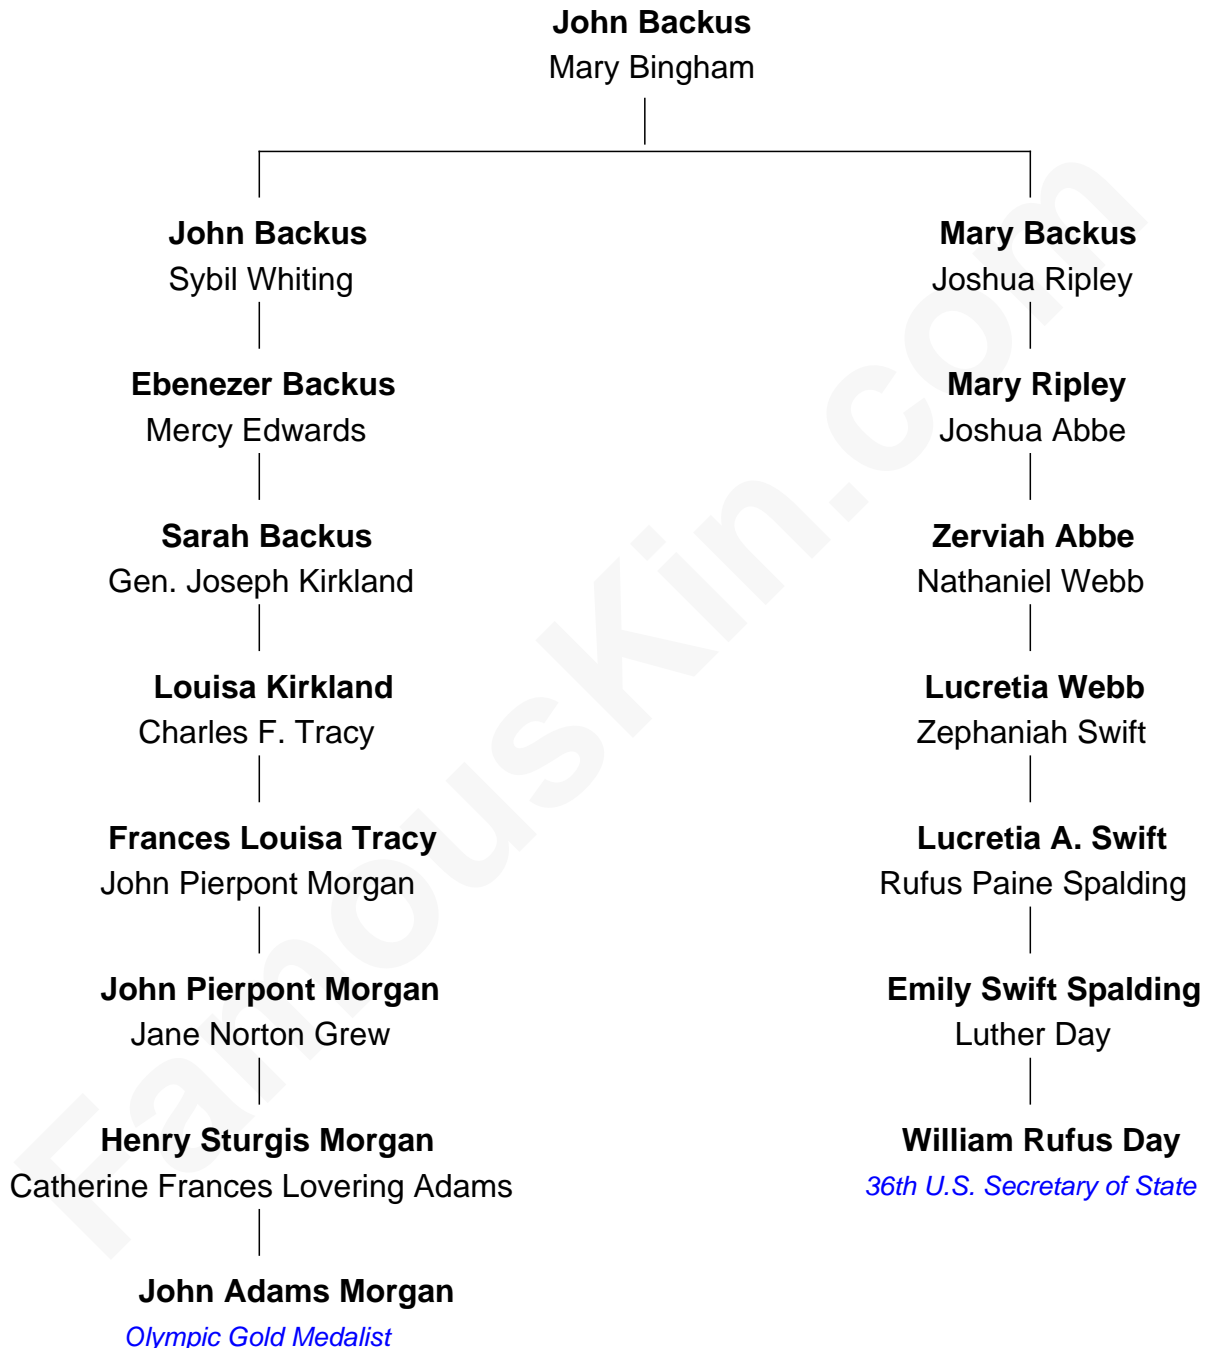 John Backus
Mary Bingham
John Backus
Sybil Whiting
Mary Backus
Joshua Ripley
Ebenezer Backus
Mercy Edwards
Mary Ripley
Joshua Abbe
Sarah Backus
Gen. Joseph Kirkland
Zerviah Abbe
Nathaniel Webb
Louisa Kirkland
Charles F. Tracy
Lucretia Webb
Zephaniah Swift
Frances Louisa Tracy
John Pierpont Morgan
Lucretia A. Swift
Rufus Paine Spalding
John Pierpont Morgan
Jane Norton Grew
Emily Swift Spalding
Luther Day
Henry Sturgis Morgan
Catherine Frances Lovering Adams
William Rufus Day
36th U.S. Secretary of State
John Adams Morgan
Olympic Gold Medalist
FamousKin.com